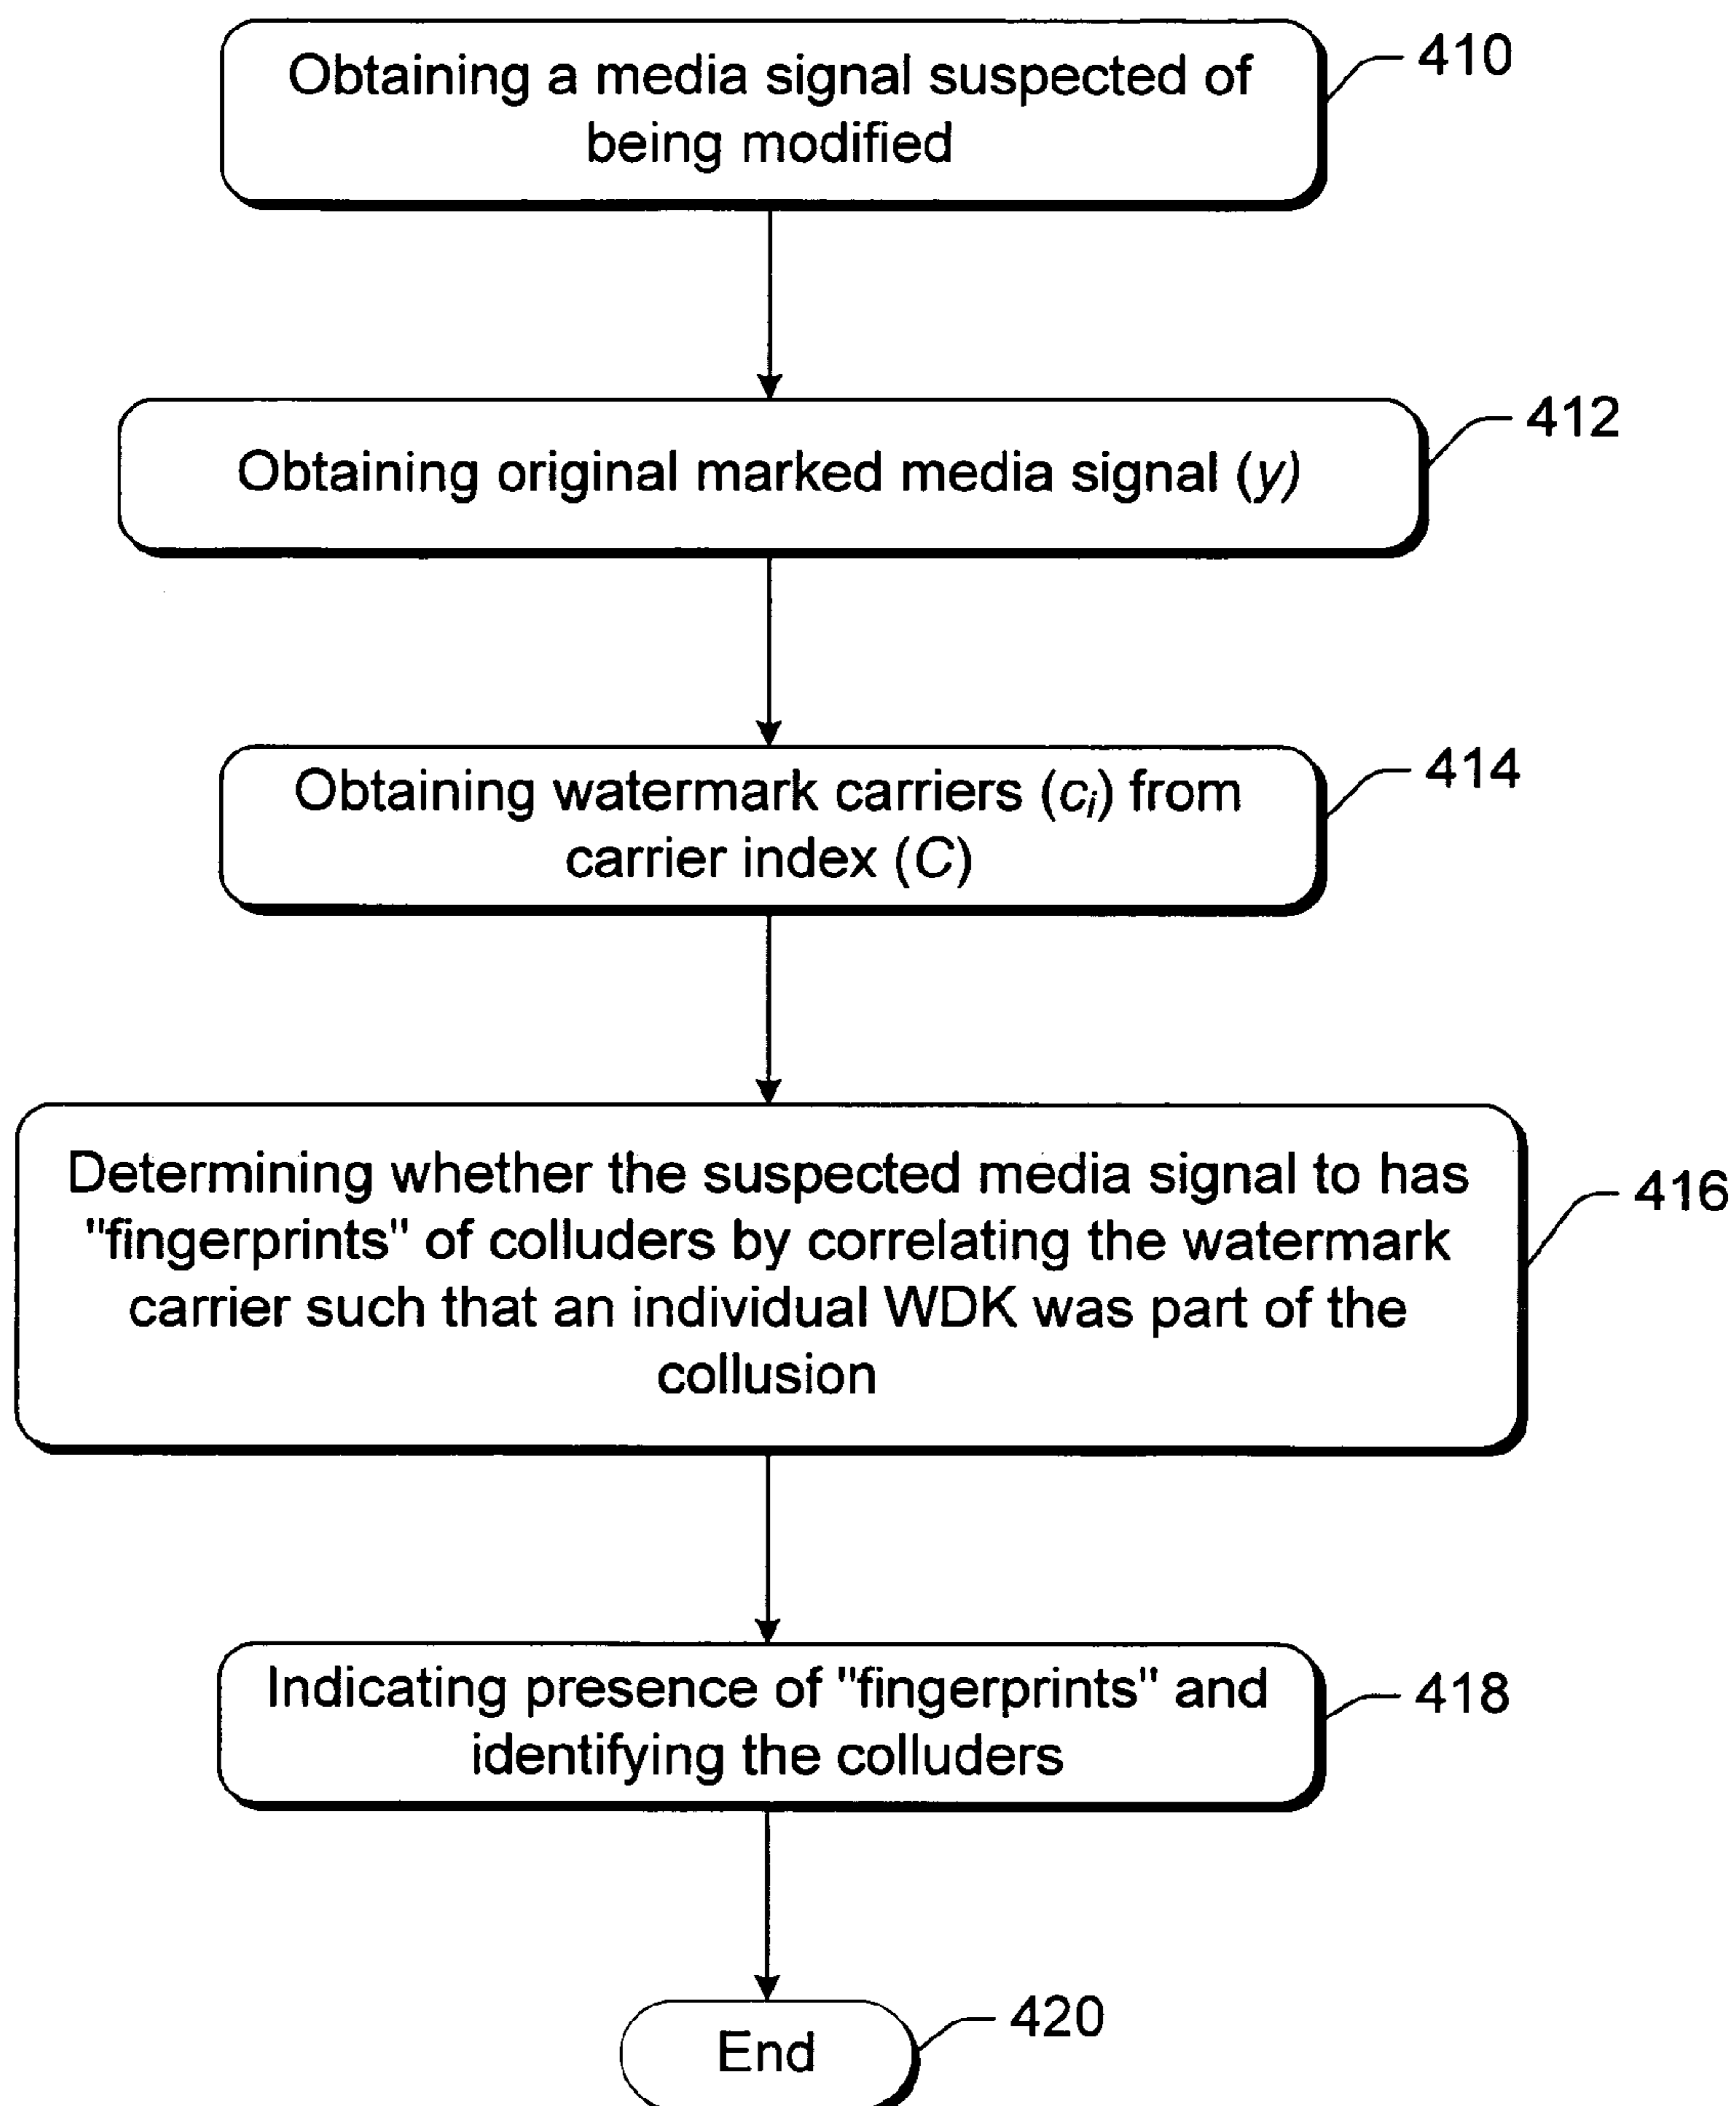 Obtaining a media signal suspected of
being modified
410
Obtaining original marked media signal (y)
412
Obtaining watermark carriers (ci) from
carrier index (C)
414
Determining whether the suspected media signal to has
"fingerprints" of colluders by correlating the watermark
carrier such that an individual WDK was part of the
collusion
416
Indicating presence of "fingerprints" and
identifying the colluders
418
End
420